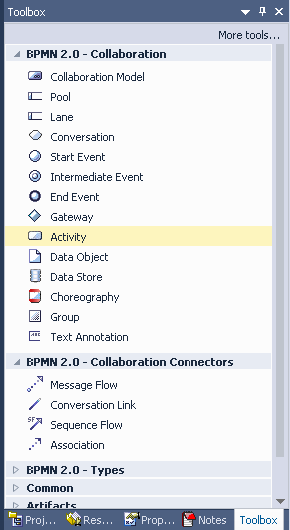 Toolbox
More tools...
BPMN 2.0 - Collaboration
Collaboration Model
Pool
Lane
Conversation
Start Event
Intermediate Event
End Event
Gateway
Activity
Data Object
Data Store
Choreography
Group
ABC Text Annotation
BPMN 2.0 - Collaboration Connectors
Message Flow
Conversation Link
SF Sequence Flow
Association
BPMN 2.0 - Types
Common
Artifacts
Proj... Res... Prop... Notes Toolbox